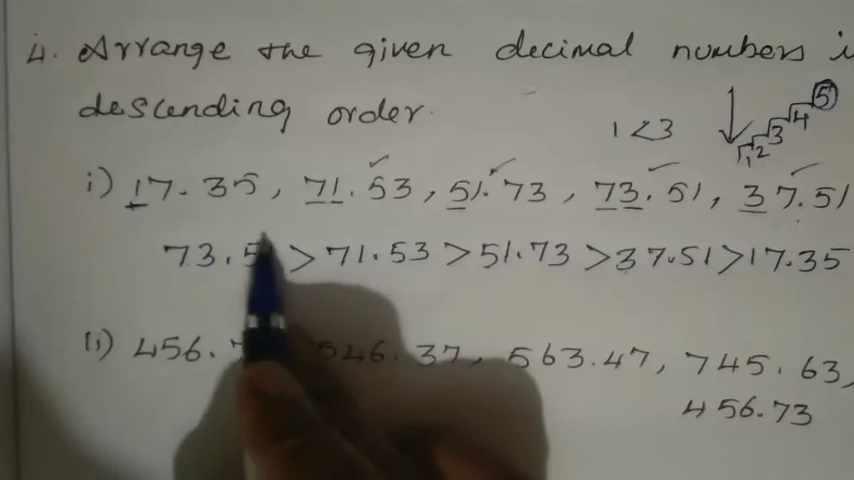 4. Arrange the given decimal numbers in
descending order.
1 < 3
1 2 3 4 5
i) 17.35, 71.53, 51.73, 73.51, 37.51
73.5 > 71.53 > 51.73 > 37.51 > 17.35
(i) 456. 546.37, 563.47, 745.63,
456.73